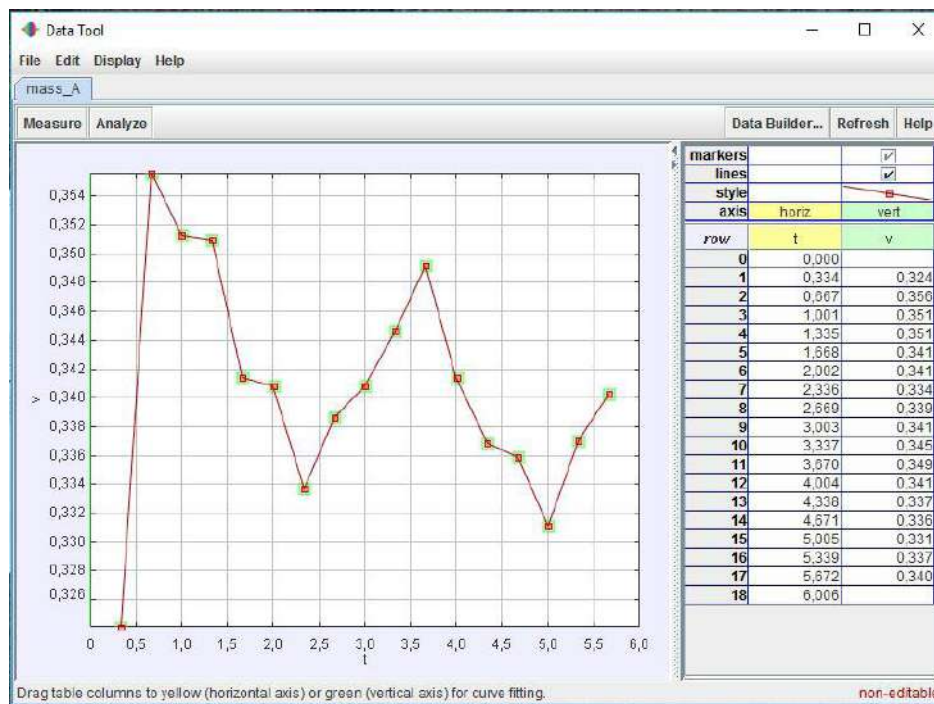 Data Tool
File Edit Display Help
mass_A
Measure Analyze Data Builder... Refresh Help
0,354
0,352
0,350
0,348
0,346
0,344
0,342
0,340
0,338
0,336
0,334
0,332
0,330
0,328
0,326
v
0 0,5 1,0 1,5 2,0 2,5 3,0 3,5 4,0 4,5 5,0 5,5 6,0
t
markers
lines
style
axis horiz vert
row t v
0 0,000
1 0,334 0.324
2 0,667 0.356
3 1,001 0.351
4 1,335 0.351
5 1,668 0.341
6 2,002 0.341
7 2,336 0.334
8 2,669 0.339
9 3,003 0.341
10 3,337 0.345
11 3,670 0.349
12 4,004 0.341
13 4,338 0.337
14 4,671 0.336
15 5,005 0.331
16 5,339 0.337
17 5,672 0.340
18 6,006
Drag table columns to yellow (horizontal axis) or green (vertical axis) for curve fitting. non-editable